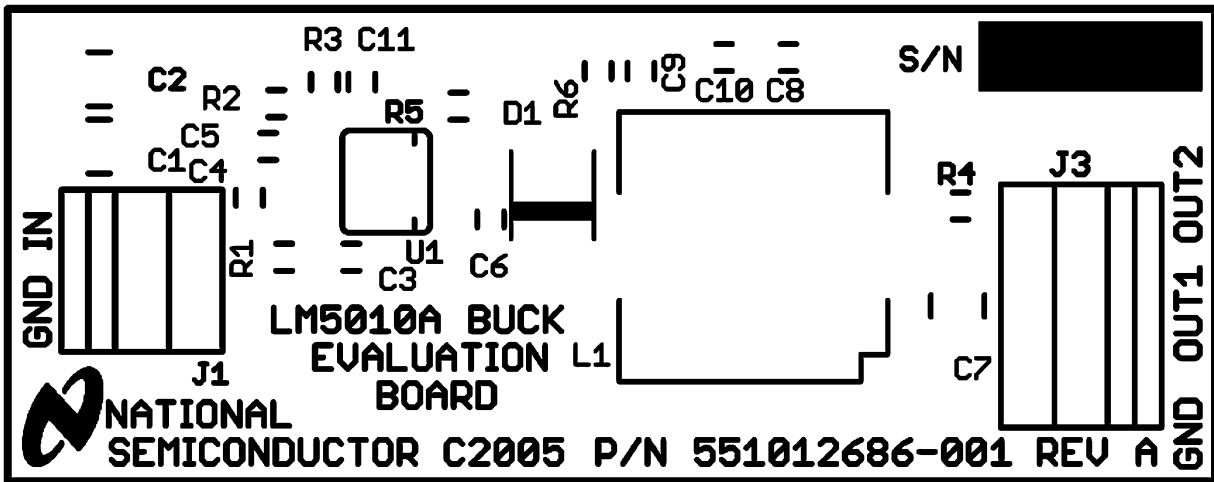 R3 C11
S/N
C2
R2
R5
D1
R6
C9
C10 C8
C5
C1
C4
R4
J3
GND IN
R1
U1
C3
C6
GND OUT1 OUT2
LM5010A BUCK
EVALUATION
BOARD
L1
C7
J1
NATIONAL
SEMICONDUCTOR C2005 P/N 551012686-001 REV A